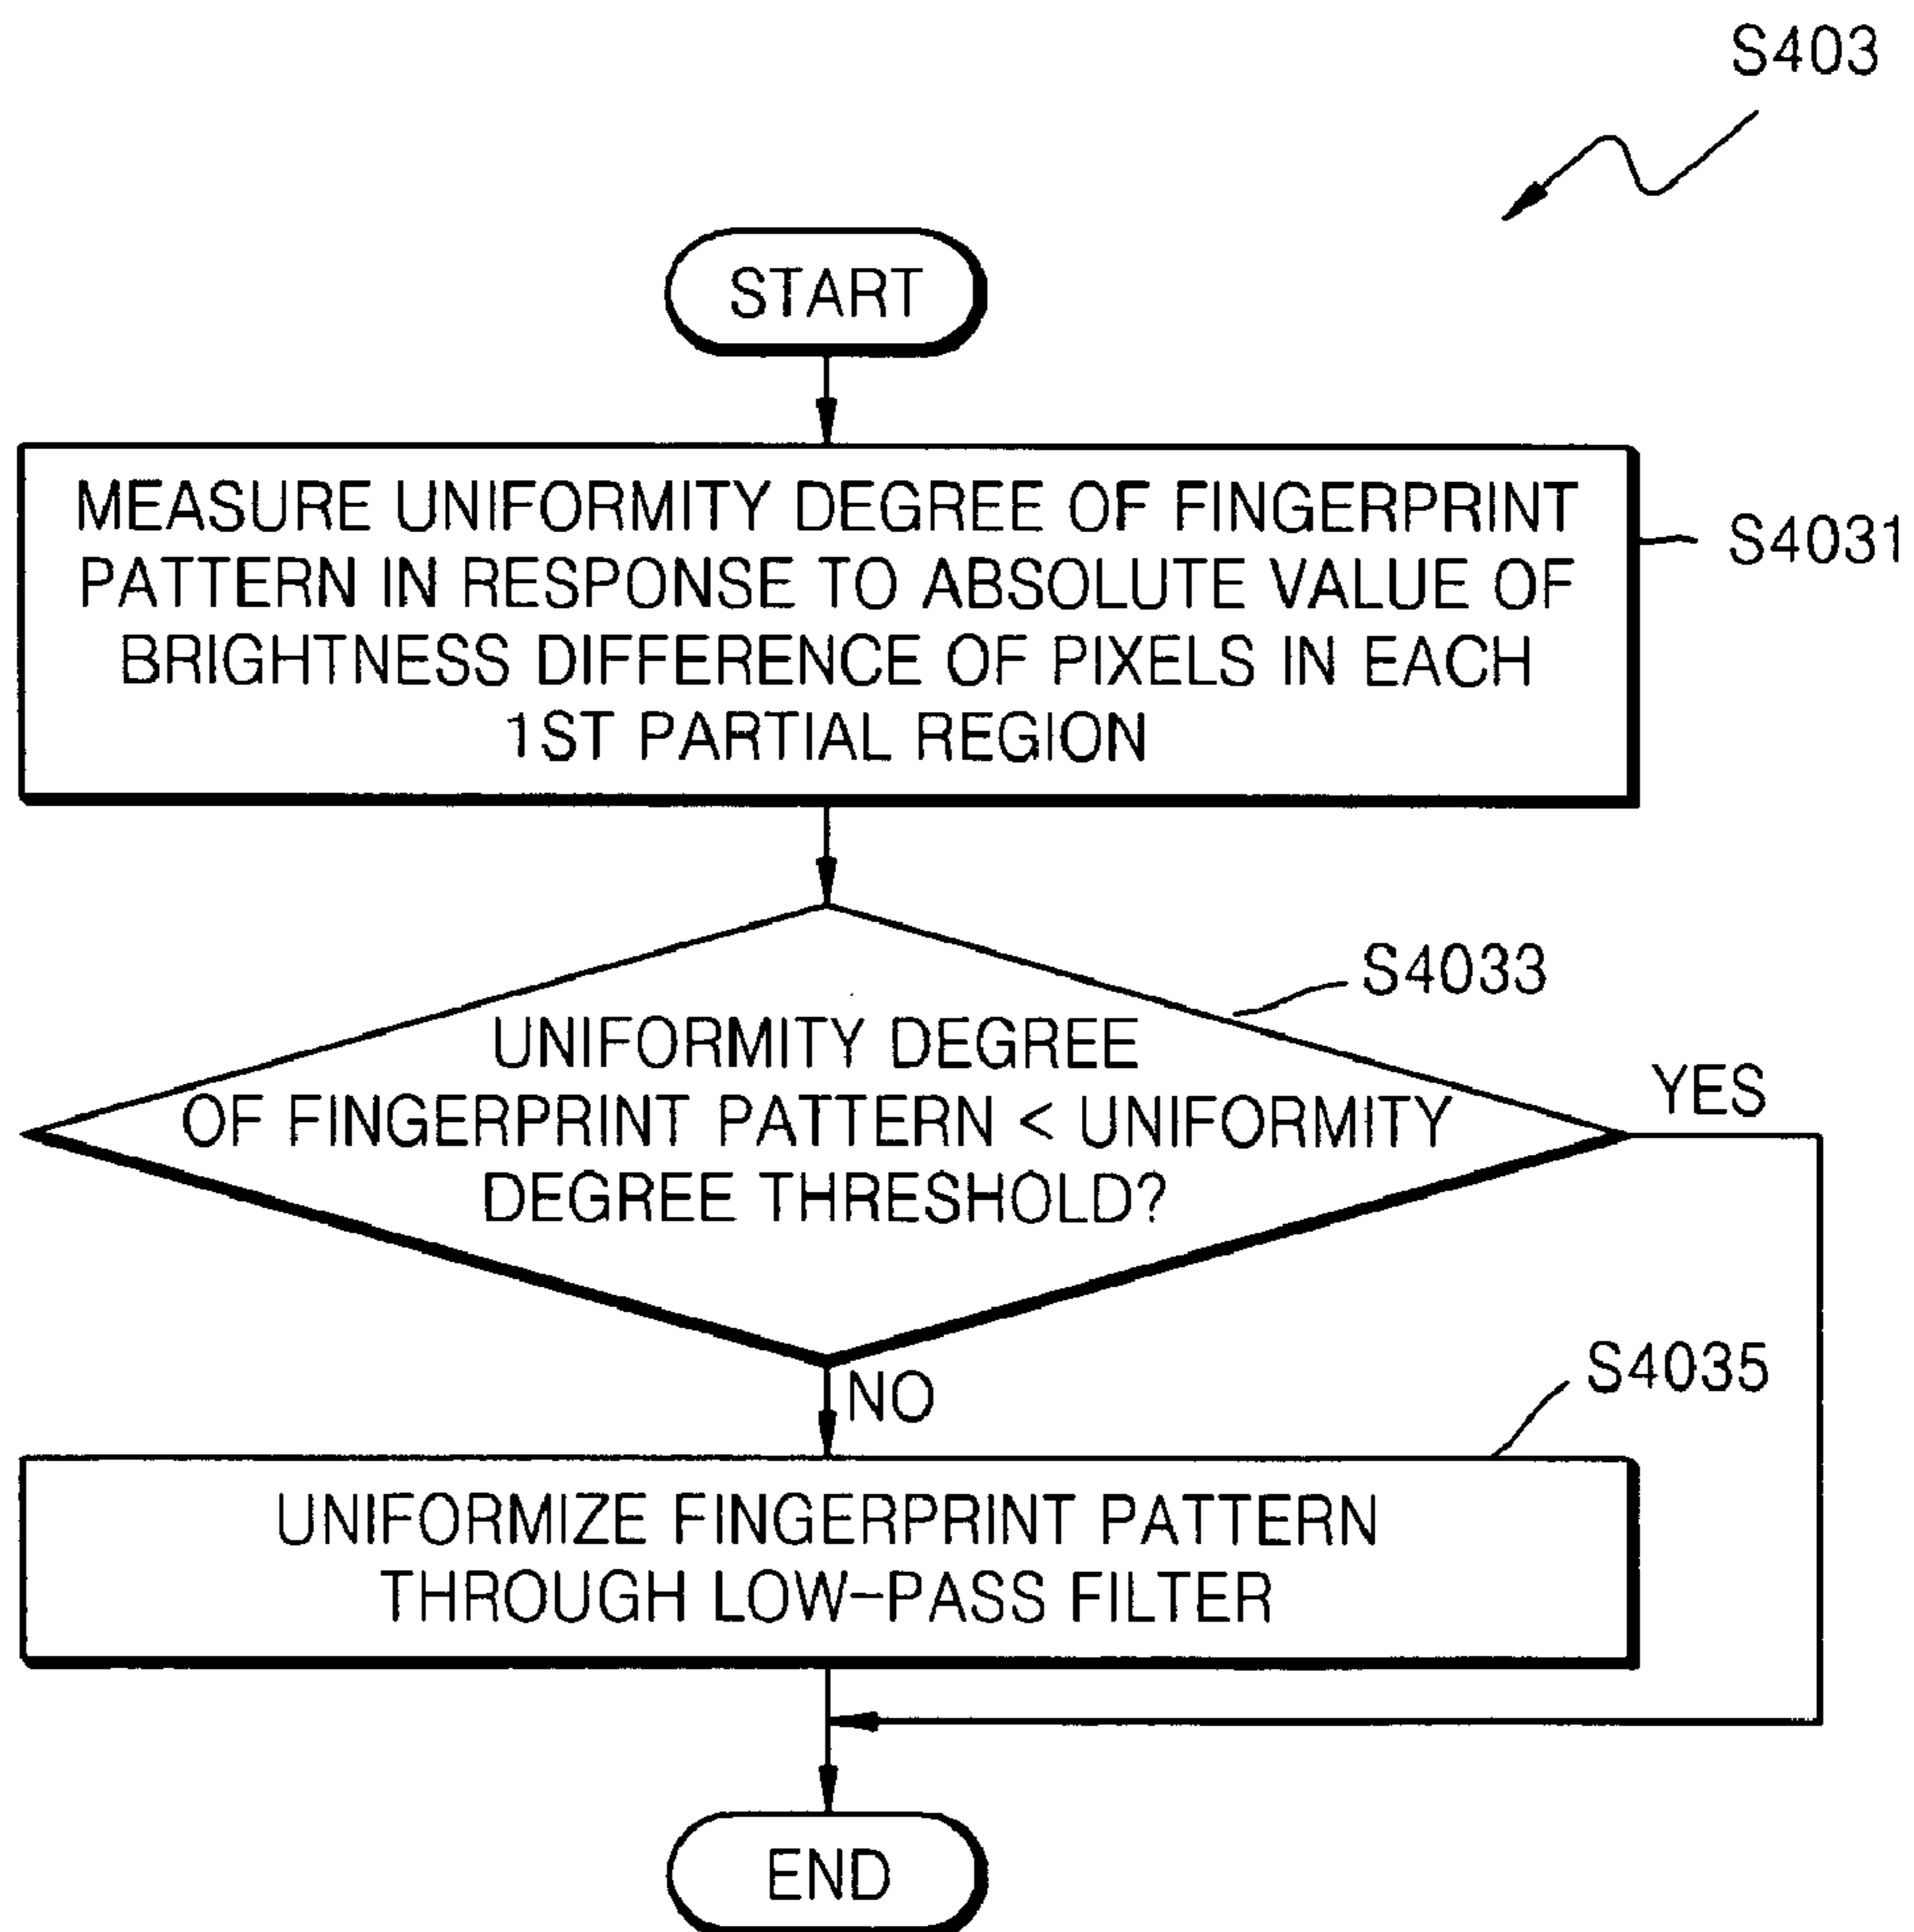 S403
START
MEASURE UNIFORMITY DEGREE OF FINGERPRINT
PATTERN IN RESPONSE TO ABSOLUTE VALUE OF
BRIGHTNESS DIFFERENCE OF PIXELS IN EACH
1ST PARTIAL REGION
S4031
S4033
UNIFORMITY DEGREE
OF FINGERPRINT PATTERN < UNIFORMITY
DEGREE THRESHOLD?
YES
NO
S4035
UNIFORMIZE FINGERPRINT PATTERN
THROUGH LOW-PASS FILTER
END